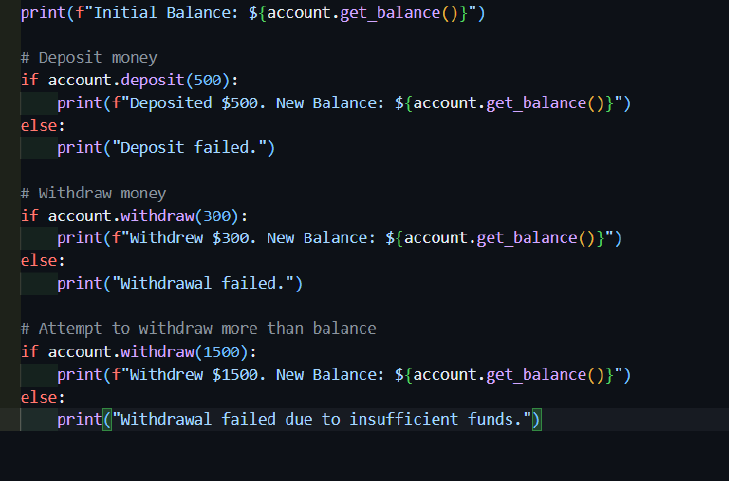 print(f"Initial Balance: ${account.get_balance()}")
# Deposit money
if account.deposit(500):
    print(f"Deposited $500. New Balance: ${account.get_balance()}")
else:
    print("Deposit failed.")
# Withdraw money
if account.withdraw(300):
    print(f"Withdrew $300. New Balance: ${account.get_balance()}")
else:
    print("Withdrawal failed.")
# Attempt to withdraw more than balance
if account.withdraw(1500):
    print(f"Withdrew $1500. New Balance: ${account.get_balance()}")
else:
    print("Withdrawal failed due to insufficient funds.")